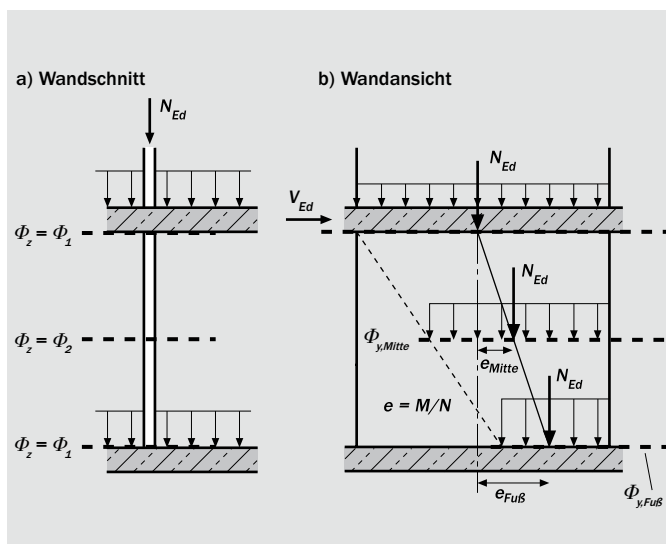 a) Wandschnitt
N_Ed
Φ_z = Φ_1
Φ_z = Φ_2
Φ_z = Φ_1
b) Wandansicht
N_Ed
V_Ed
N_Ed
Φ_y,Mitte
e_Mitte
N_Ed
e = M/N
e_Fuß
Φ_y,Fuß